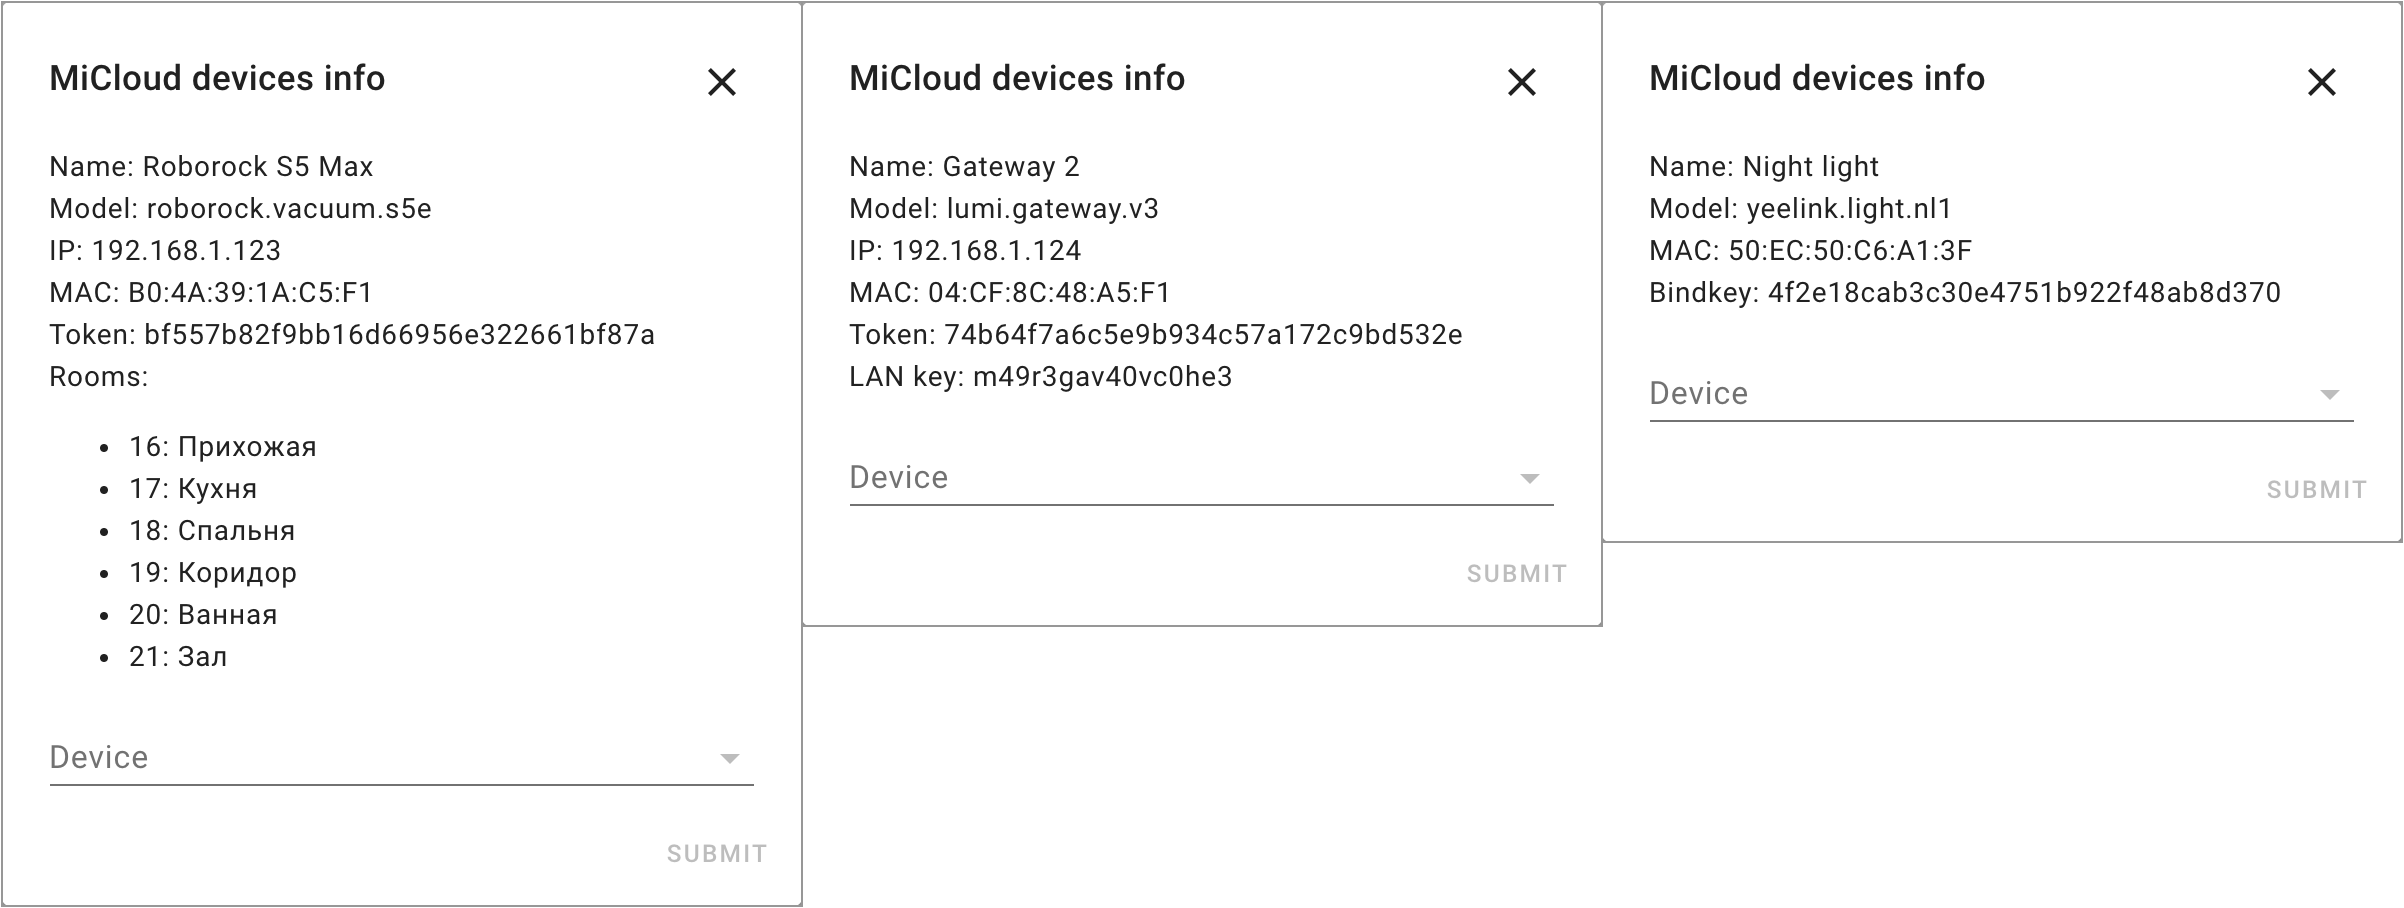 MiCloud devices info
Name: Roborock S5 Max
Model: roborock.vacuum.s5e
IP: 192.168.1.123
MAC: B0:4A:39:1A:C5:F1
Token: bf557b82f9bb16d66956e322661bf87a
Rooms:
• 16: Прихожая
• 17: Кухня
• 18: Спальня
• 19: Коридор
• 20: Ванная
• 21: Зал
Device
SUBMIT
MiCloud devices info
Name: Gateway 2
Model: lumi.gateway.v3
IP: 192.168.1.124
MAC: 04:CF:8C:48:A5:F1
Token: 74b64f7a6c5e9b934c57a172c9bd532e
LAN key: m49r3gav40vc0he3
Device
SUBMIT
MiCloud devices info
Name: Night light
Model: yeelink.light.nl1
MAC: 50:EC:50:C6:A1:3F
Bindkey: 4f2e18cab3c30e4751b922f48ab8d370
Device
SUBMIT